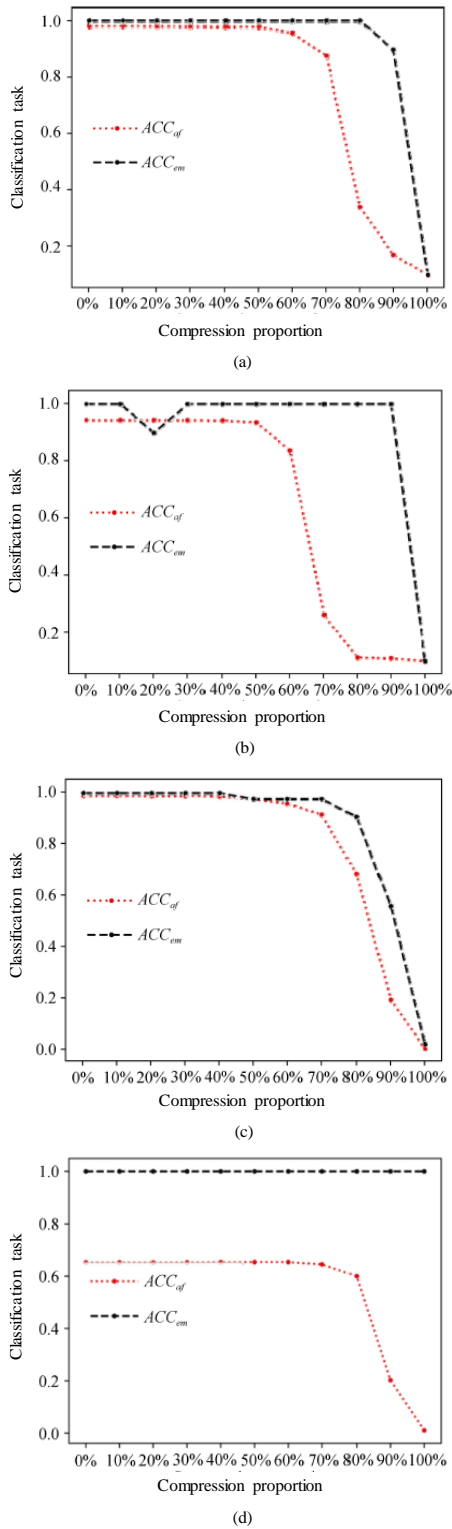 1.0
0.8
0.6
0.4
0.2
Classification task
ACC_af
ACC_em
0% 10% 20% 30% 40% 50% 60% 70% 80% 90% 100%
Compression proportion
(a)
1.0
0.8
0.6
0.4
0.2
Classification task
ACC_af
ACC_em
0% 10% 20% 30% 40% 50% 60% 70% 80% 90% 100%
Compression proportion
(b)
1.0
0.8
0.6
0.4
0.2
0.0
Classification task
ACC_af
ACC_em
0% 10% 20% 30% 40% 50% 60% 70% 80% 90% 100%
Compression proportion
(c)
1.0
0.8
0.6
0.4
0.2
0.0
Classification task
ACC_af
ACC_em
0% 10% 20% 30% 40% 50% 60% 70% 80% 90% 100%
Compression proportion
(d)